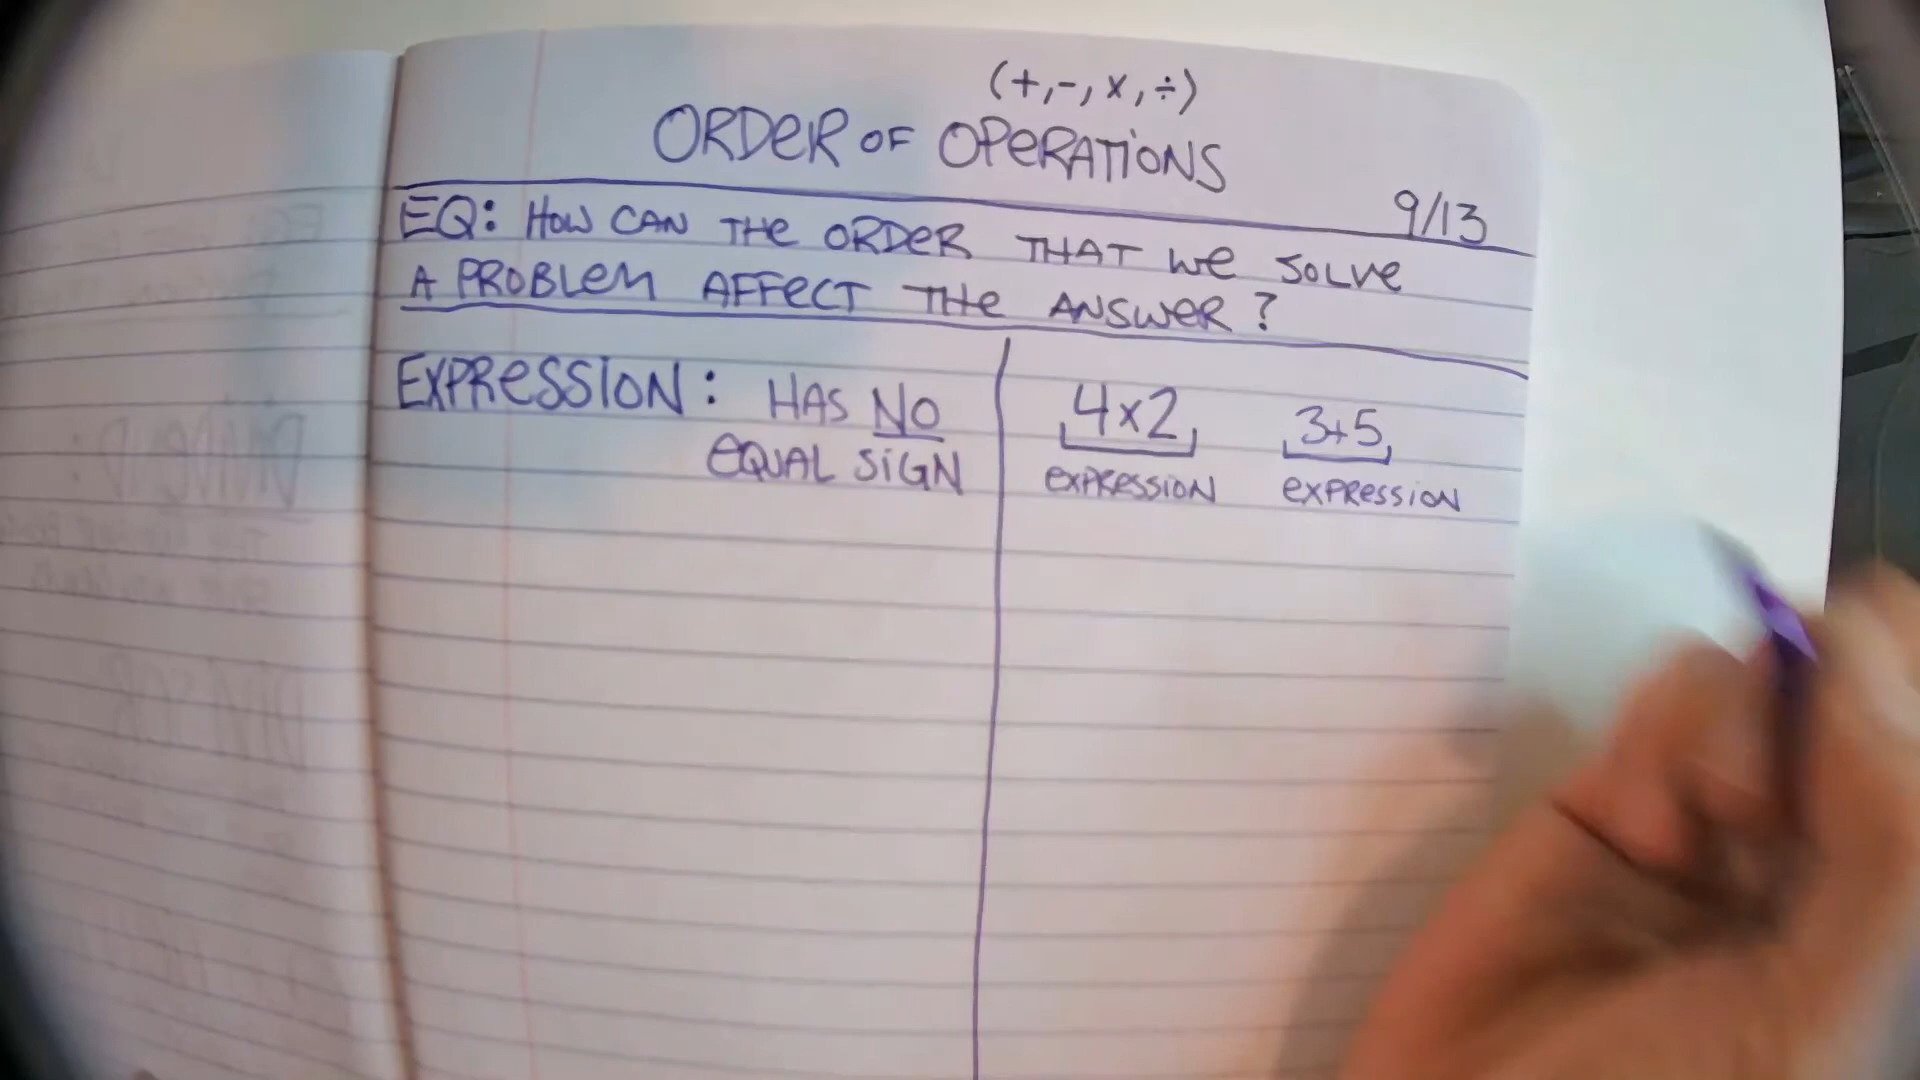 (+,-,x,÷)
ORDER OF OPERATIONS
9/13
EQ: HOW CAN THE ORDER THAT WE SOLVE
A PROBLEM AFFECT THE ANSWER?
EXPRESSION: HAS NO
EQUAL SIGN
4x2 3+5
EXPRESSION EXPRESSION